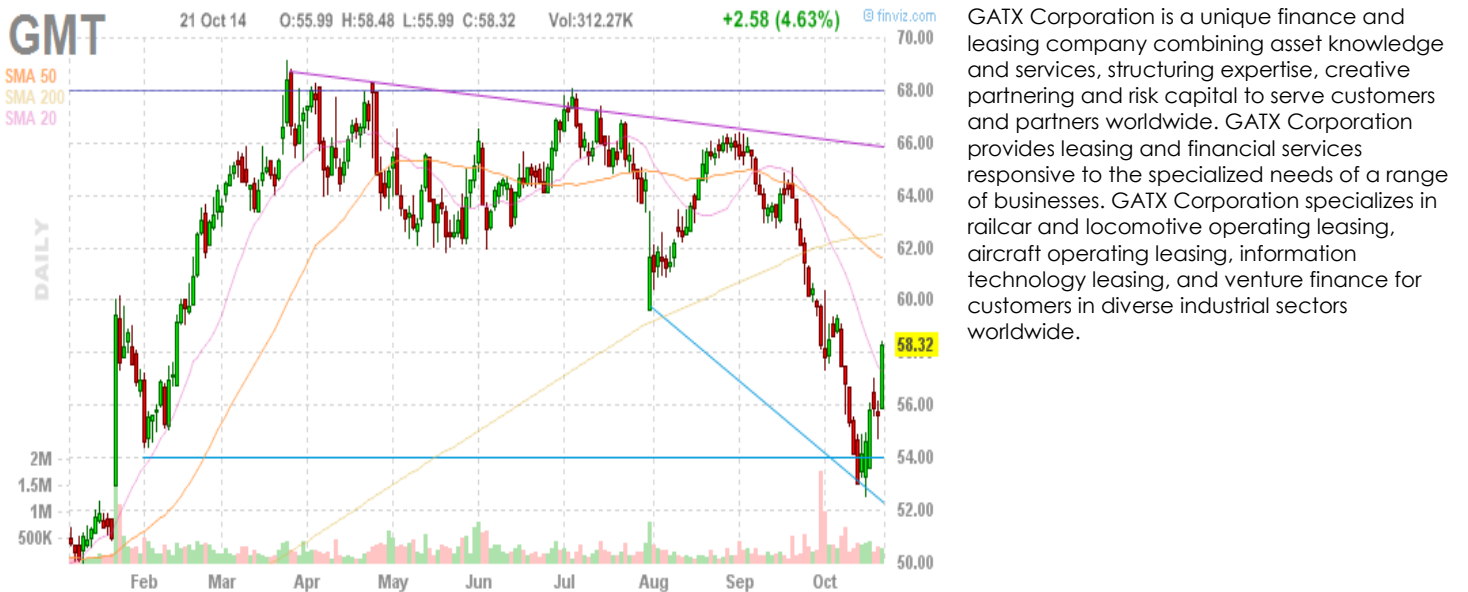 GMT
21 Oct 14 O:55.99 H:58.48 L:55.99 C:58.32 Vol:312.27K +2.58 (4.63%) © finviz.com
SMA 50
SMA 200
SMA 20
DAILY
70.00
68.00
66.00
64.00
62.00
60.00
58.32
56.00
54.00
52.00
50.00
2M
1.5M
1M
500K
Feb Mar Apr May Jun Jul Aug Sep Oct
GATX Corporation is a unique finance and
leasing company combining asset knowledge
and services, structuring expertise, creative
partnering and risk capital to serve customers
and partners worldwide. GATX Corporation
provides leasing and financial services
responsive to the specialized needs of a range
of businesses. GATX Corporation specializes in
railcar and locomotive operating leasing,
aircraft operating leasing, information
technology leasing, and venture finance for
customers in diverse industrial sectors
worldwide.